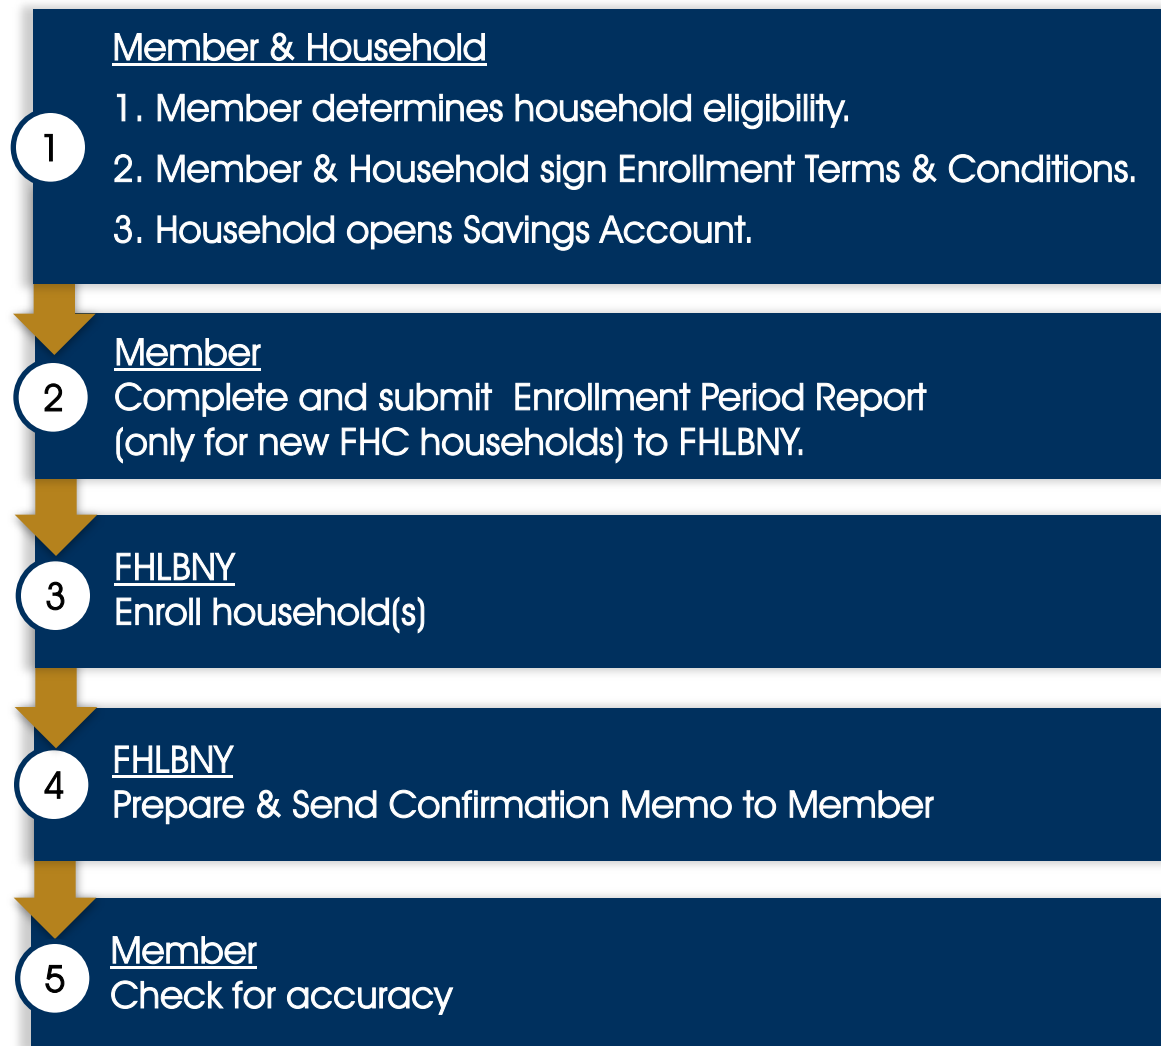 Member & Household
1. Member determines household eligibility.
1
2. Member & Household sign Enrollment Terms & Conditions.
3. Household opens Savings Account.
Member
2
Complete and submit  Enrollment Period Report
(only for new FHC households) to FHLBNY.
FHLBNY
3
Enroll household(s)
FHLBNY
4
Prepare & Send Confirmation Memo to Member
Member
5
Check for accuracy